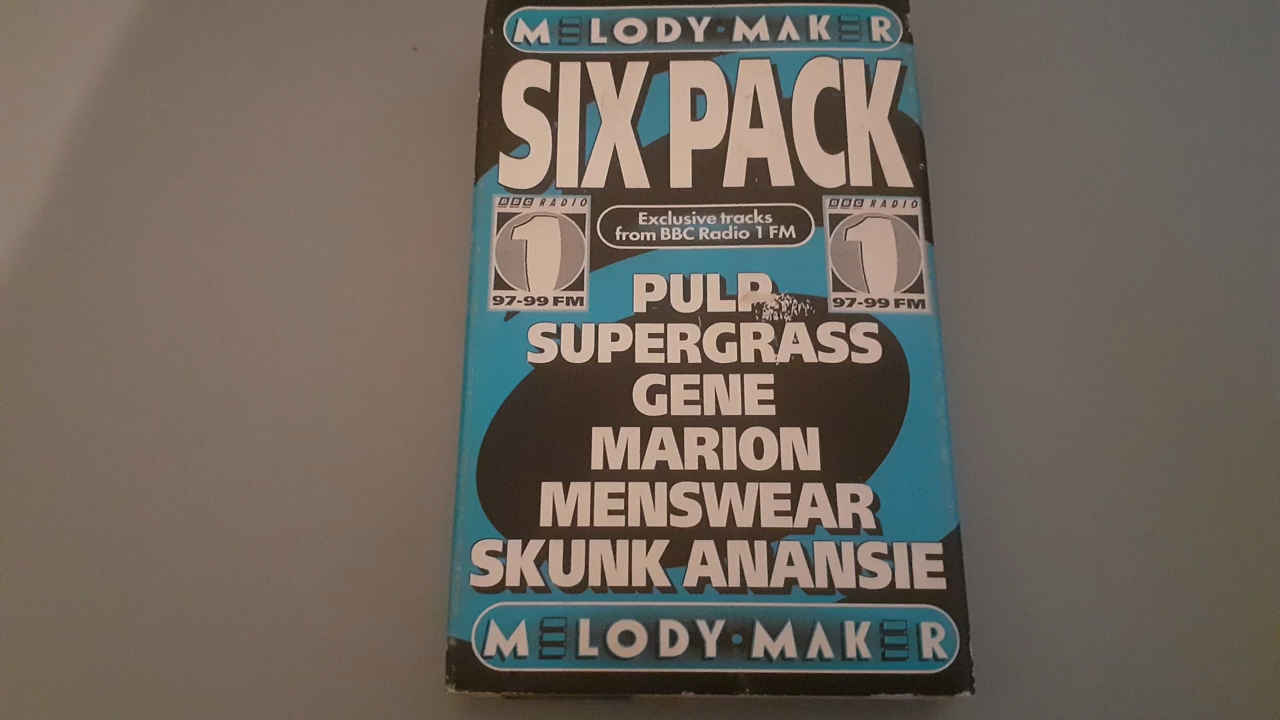 MELODY·MAKER
SIX PACK
BBC RADIO
1
97-99 FM
Exclusive tracks
from BBC Radio 1 FM
BBC RADIO
1
97-99 FM
PULP
SUPERGRASS
GENE
MARION
MENSWEAR
SKUNK ANANSIE
MELODY·MAKER